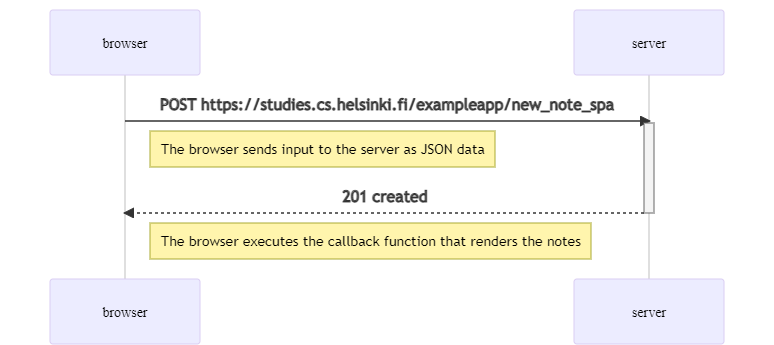 browser
server
POST https://studies.cs.helsinki.fi/exampleapp/new_note_spa
The browser sends input to the server as JSON data
201 created
The browser executes the callback function that renders the notes
browser
server